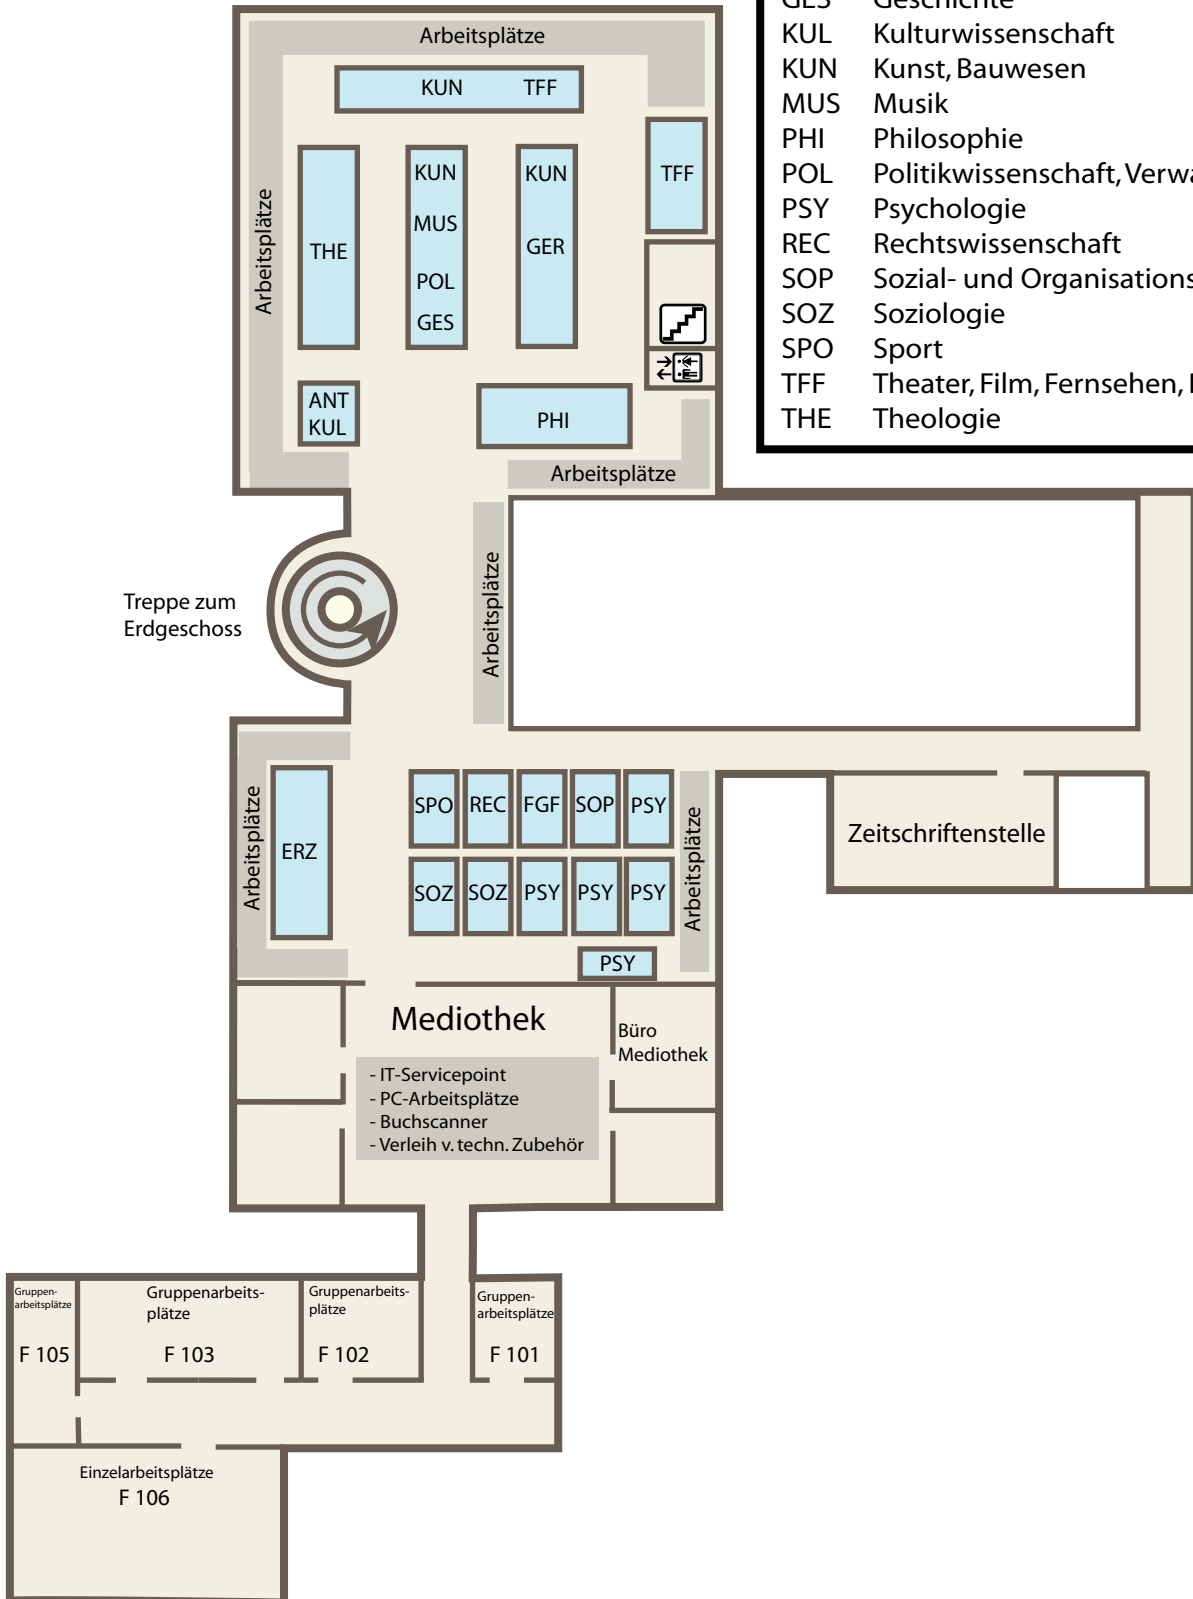 GES Geschichte
KUL Kulturwissenschaft
KUN Kunst, Bauwesen
MUS Musik
PHI Philosophie
POL Politikwissenschaft,
PSY Psychologie
REC Rechtswissenschaft
SOP Sozial- und
SOZ Soziologie
SPO Sport
TFF Theater, Film, Fernsehen,
THE Theologie
Arbeitsplätze
KUN TFF
Arbeitsplätze
THE
KUN
MUS
POL
GES
KUN
GER
TFF
ANT
KUL
PHI
Arbeitsplätze
Arbeitsplätze
Treppe zum
Erdgeschoss
Arbeitsplätze
ERZ
SPO REC FGF SOP PSY
SOZ SOZ PSY PSY PSY
PSY
Arbeitsplätze
Zeitschriftenstelle
Mediothek
Büro
Mediothek
- IT-Servicepoint
- PC-Arbeitsplätze
- Buchscanner
- Verleih v. techn. Zubehör
Gruppen-
arbeitsplätze
F 105
Gruppenarbeits-
plätze
F 103
Gruppenarbeits-
plätze
F 102
Gruppen-
arbeitsplätze
F 101
Einzelarbeitsplätze
F 106